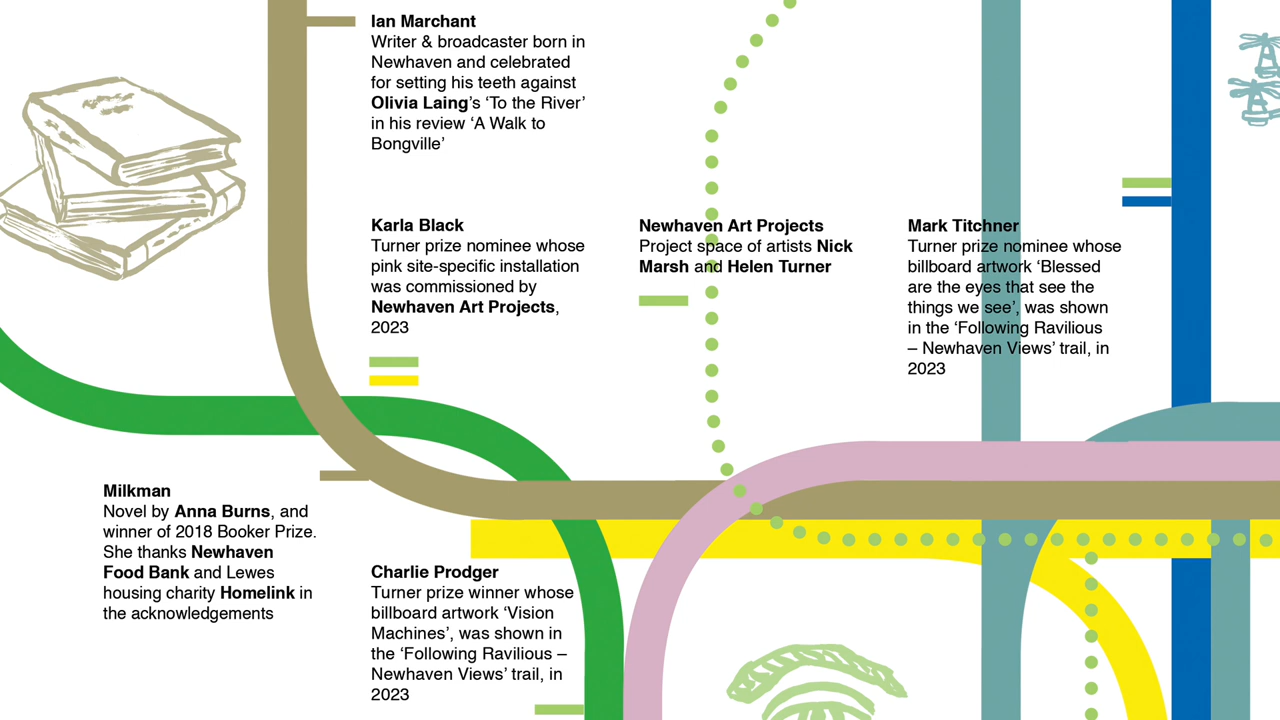 Ian Marchant
Writer & broadcaster born in
Newhaven and celebrated
for setting his teeth against
Olivia Laing's ‘To the River’
in his review ‘A Walk to
Bongville’
Karla Black
Turner prize nominee whose
pink site-specific installation
was commissioned by
Newhaven Art Projects,
2023
Newhaven Art Projects
Project space of artists Nick
Marsh and Helen Turner
Mark Titchner
Turner prize nominee whose
billboard artwork ‘Blessed
are the eyes that see the
things we see’, was shown
in the ‘Following Ravilious
– Newhaven Views’ trail, in
2023
Milkman
Novel by Anna Burns, and
winner of 2018 Booker Prize.
She thanks Newhaven
Food Bank and Lewes
housing charity Homelink in
the acknowledgements
Charlie Prodger
Turner prize winner whose
billboard artwork ‘Vision
Machines’, was shown in
the ‘Following Ravilious –
Newhaven Views’ trail, in
2023